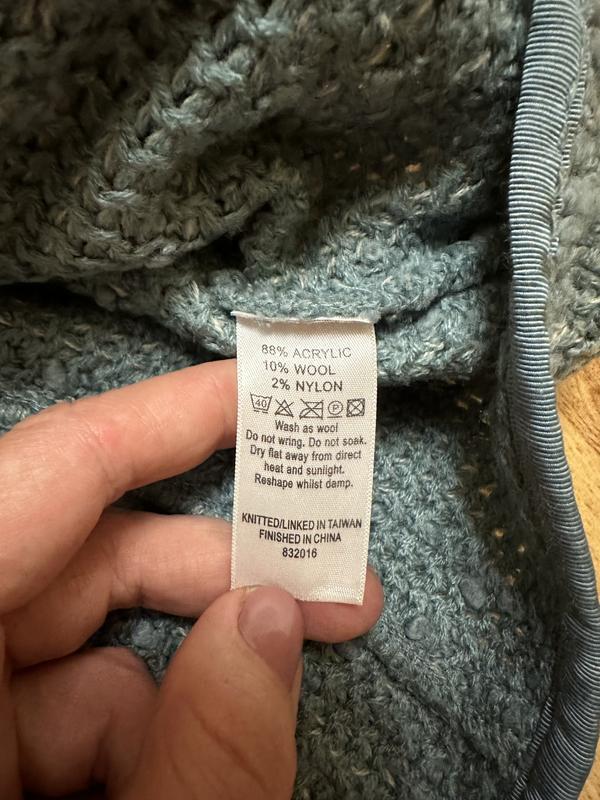 88% ACRYLIC
10% WOOL
2% NYLON
40 P
Wash as wool
Do not wring. Do not soak.
Dry flat away from direct
heat and sunlight.
Reshape whilst damp.
KNITTED/LINKED IN TAIWAN
FINISHED IN CHINA
832016